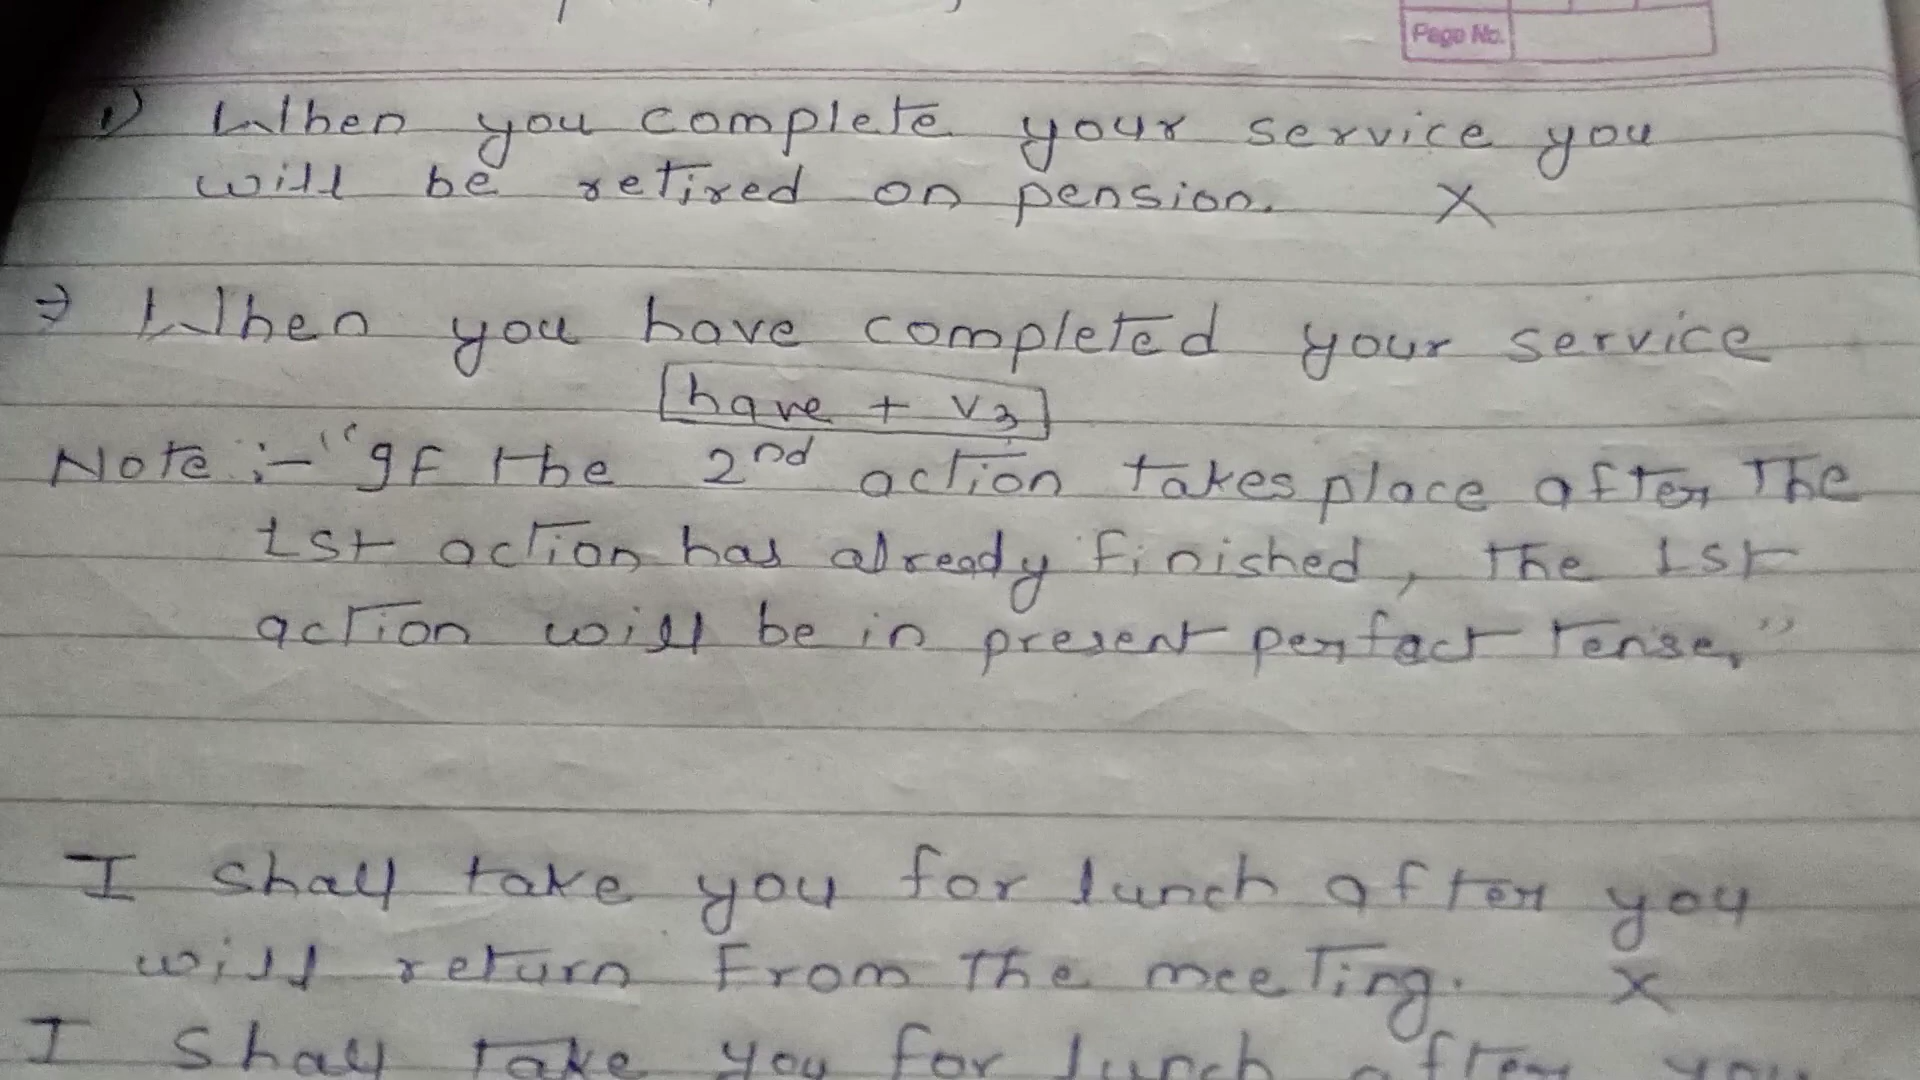 Page No.
1) When you complete your service you
will be retired on pension. X
⇒ When you have completed your service
have + V3
Note :- "If the 2nd action takes place after the
1st action has already finished, the 1st
action will be in present perfact tense."
I shall take you for lunch after you
will return from the meeting. X
I shall take you for lunch after you